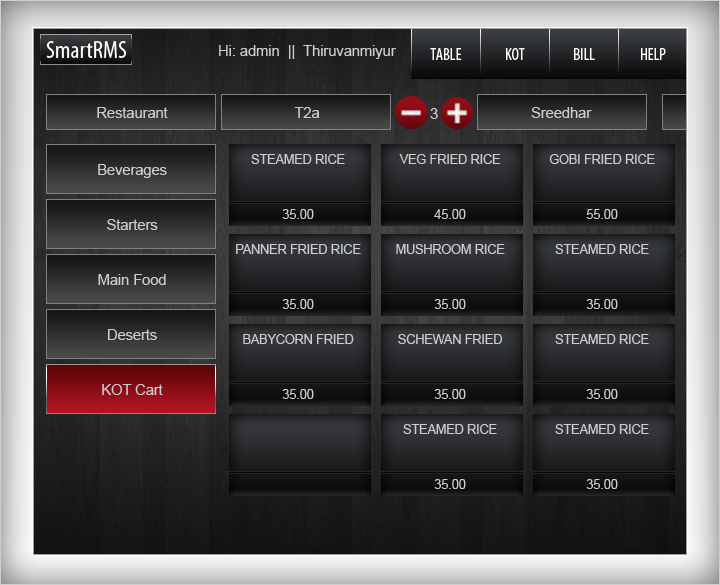 SmartRMS
Hi: admin || Thiruvanmiyur
TABLE
KOT
BILL
HELP
Restaurant
T2a
3
Sreedhar
Beverages
Starters
Main Food
Deserts
KOT Cart
STEAMED RICE
35.00
VEG FRIED RICE
45.00
GOBI FRIED RICE
55.00
PANNER FRIED RICE
35.00
MUSHROOM RICE
35.00
STEAMED RICE
35.00
BABYCORN FRIED
35.00
SCHEWAN FRIED
35.00
STEAMED RICE
35.00
STEAMED RICE
35.00
STEAMED RICE
35.00